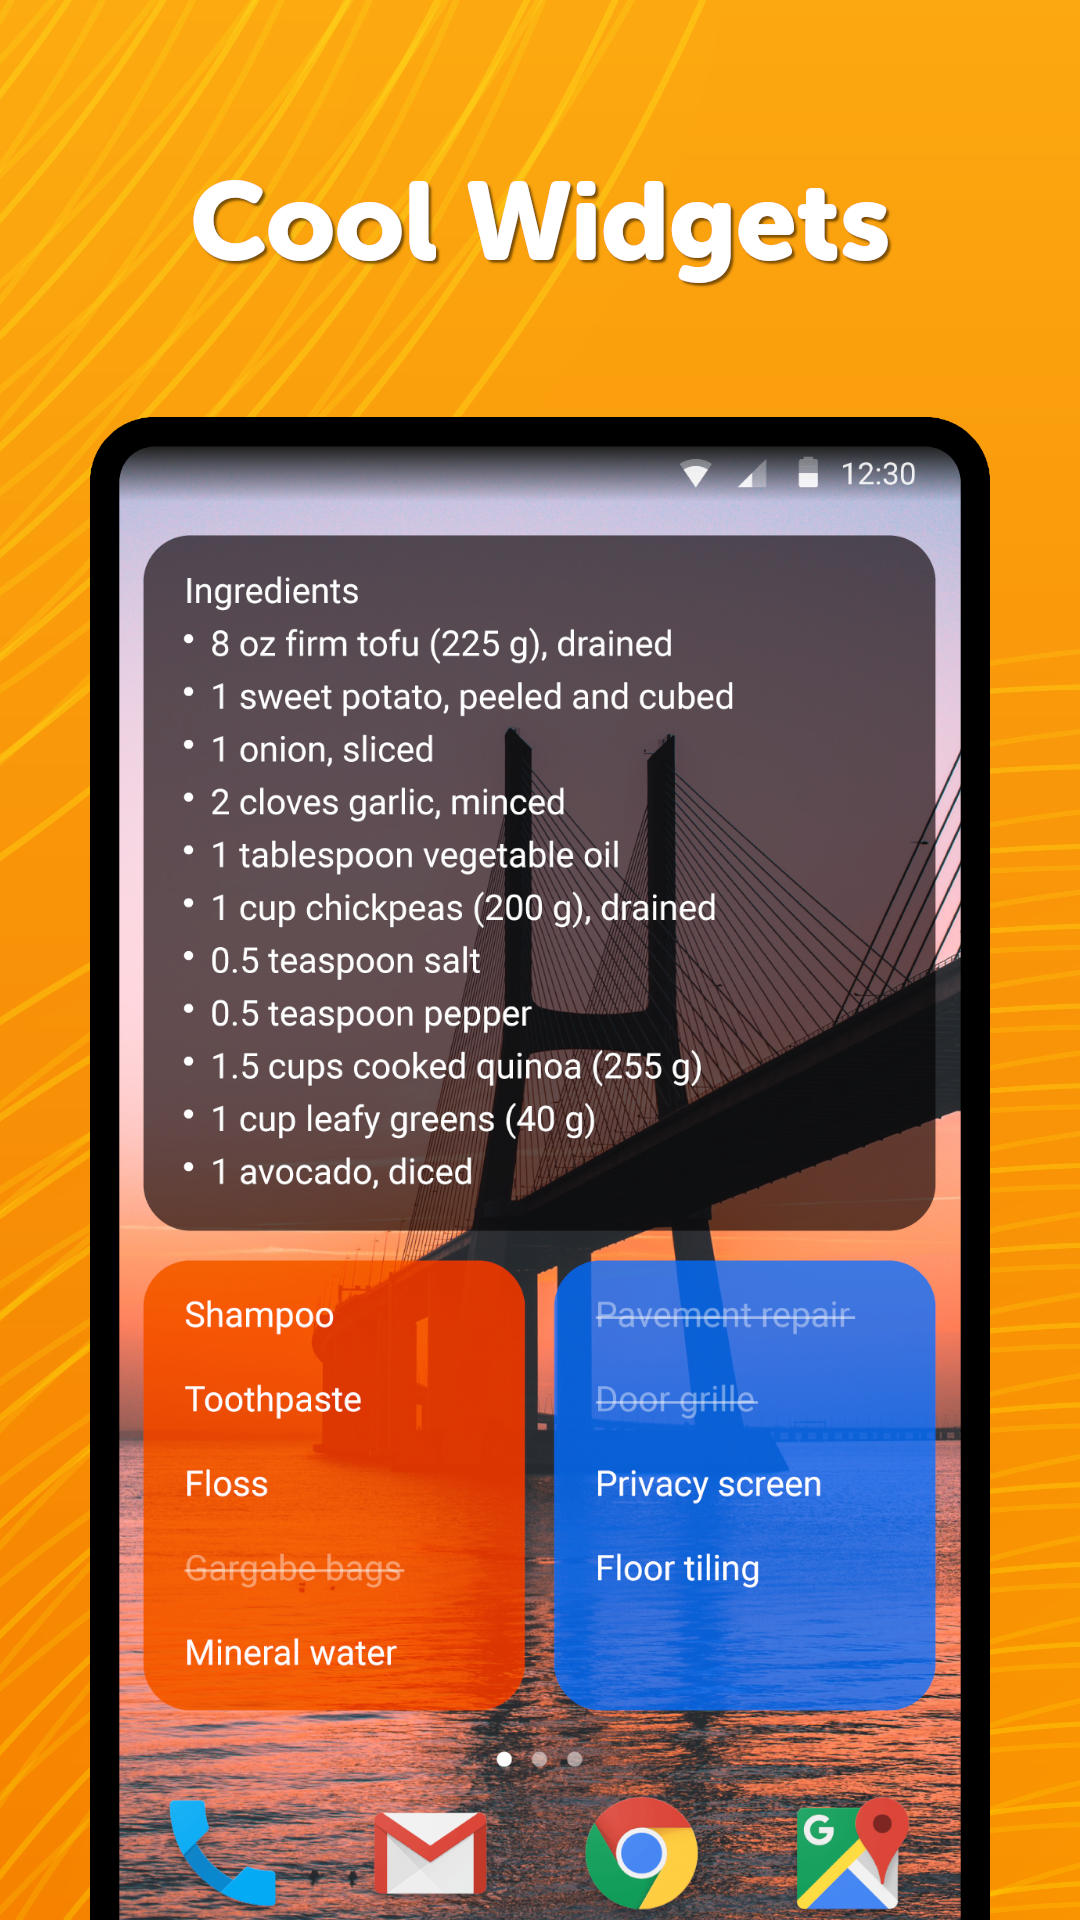 Cool Widgets
12:30
Ingredients
• 8 oz firm tofu (225 g), drained
• 1 sweet potato, peeled and cubed
• 1 onion, sliced
• 2 cloves garlic, minced
• 1 tablespoon vegetable oil
• 1 cup chickpeas (200 g), drained
• 0.5 teaspoon salt
• 0.5 teaspoon pepper
• 1.5 cups cooked quinoa (255 g)
• 1 cup leafy greens (40 g)
• 1 avocado, diced
Shampoo
Toothpaste
Floss
Gargabe bags
Mineral water
Pavement repair
Door grille
Privacy screen
Floor tiling
G